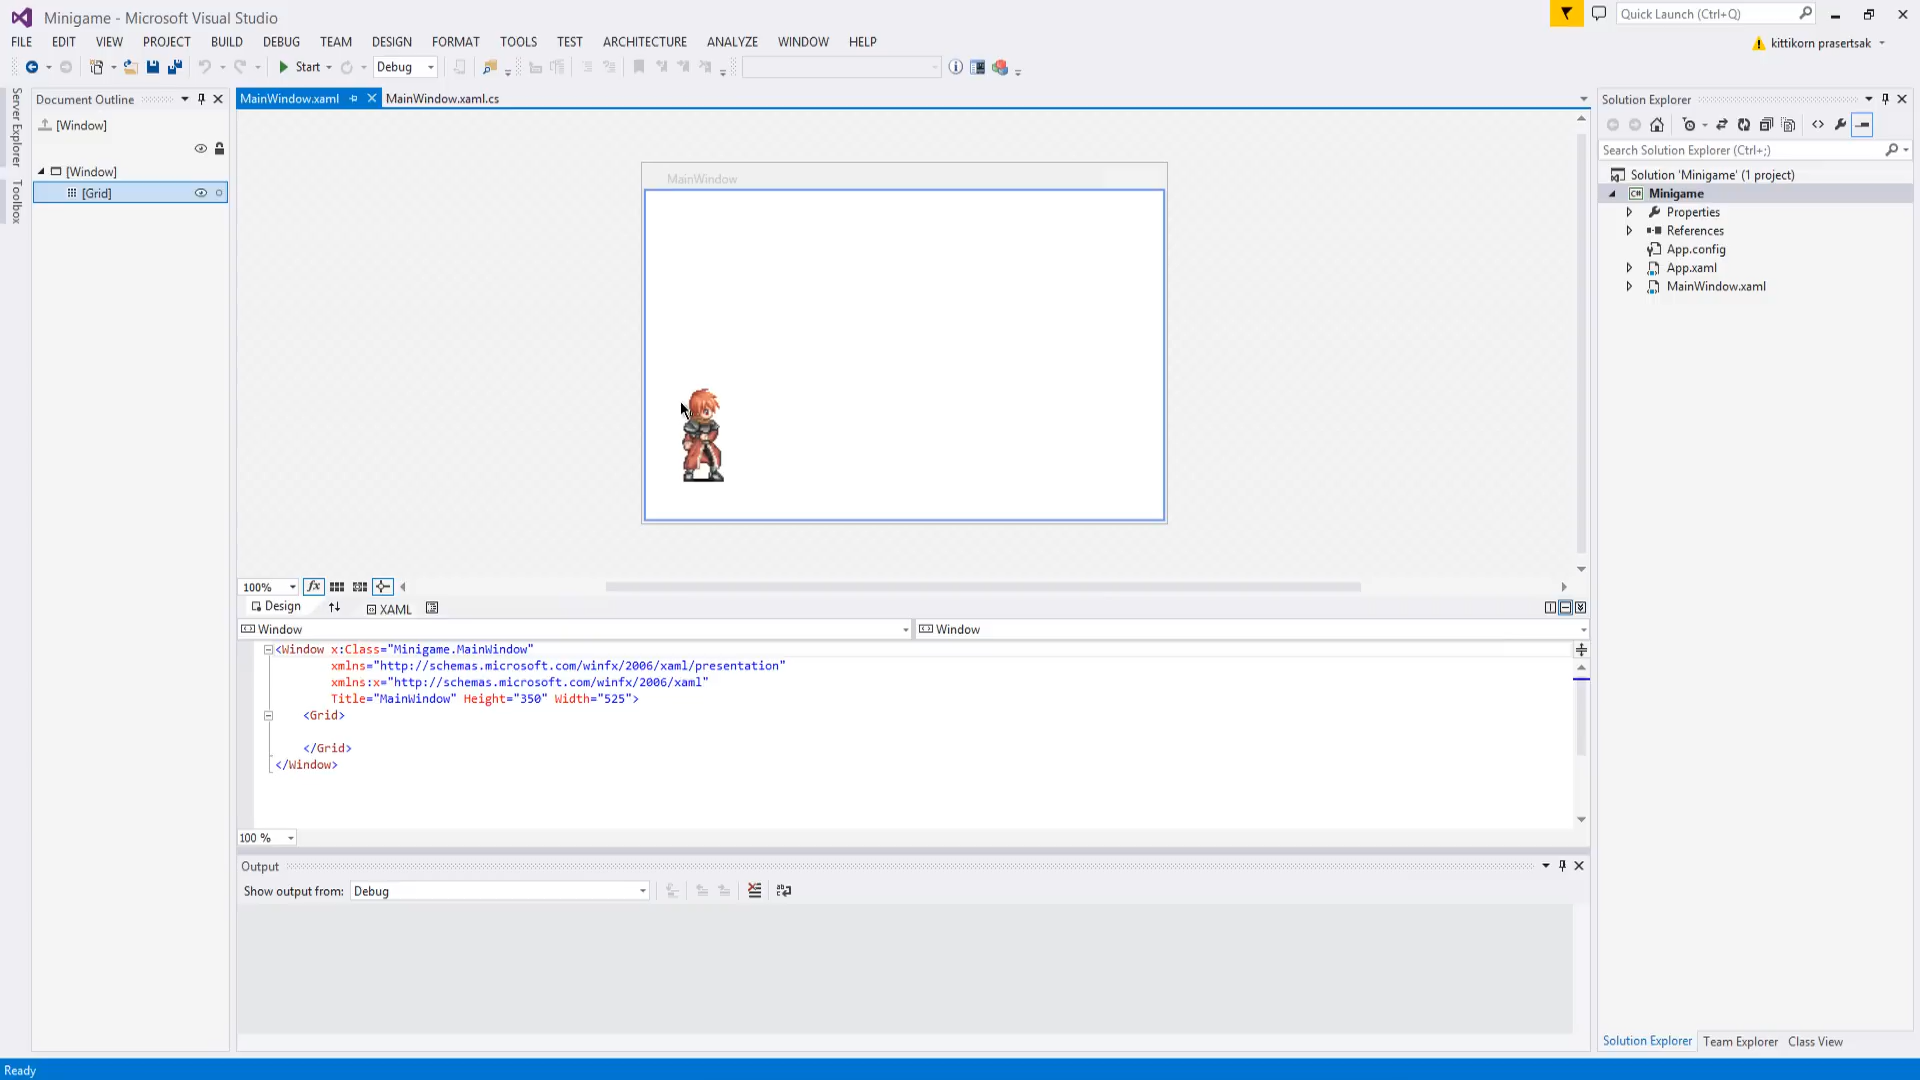 Minigame - Microsoft Visual Studio
Quick Launch (Ctrl+Q)
FILE EDIT VIEW PROJECT BUILD DEBUG TEAM DESIGN FORMAT TOOLS TEST ARCHITECTURE ANALYZE WINDOW HELP
kittikorn prasertsak
Start Debug
Server Explorer
Toolbox
Document Outline
[Window]
[Window]
[Grid]
MainWindow.xaml MainWindow.xaml.cs
MainWindow
100%
Design XAML
Window Window
<Window x:Class="Minigame.MainWindow"
xmlns="http://schemas.microsoft.com/winfx/2006/xaml/presentation"
xmlns:x="http://schemas.microsoft.com/winfx/2006/xaml"
Title="MainWindow" Height="350" Width="525">
<Grid>
</Grid>
</Window>
100 %
Output
Show output from: Debug
Solution Explorer
Search Solution Explorer (Ctrl+;)
Solution 'Minigame' (1 project)
C# Minigame
Properties
References
App.config
App.xaml
MainWindow.xaml
Solution Explorer Team Explorer Class View
Ready